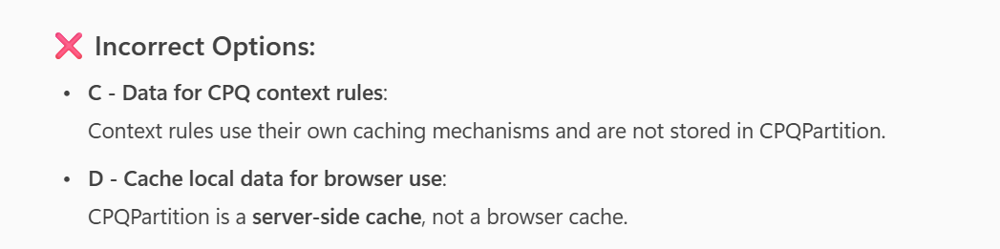 ❌ Incorrect Options:
• C - Data for CPQ context rules:
Context rules use their own caching mechanisms and are not stored in CPQPartition.
• D - Cache local data for browser use:
CPQPartition is a server-side cache, not a browser cache.